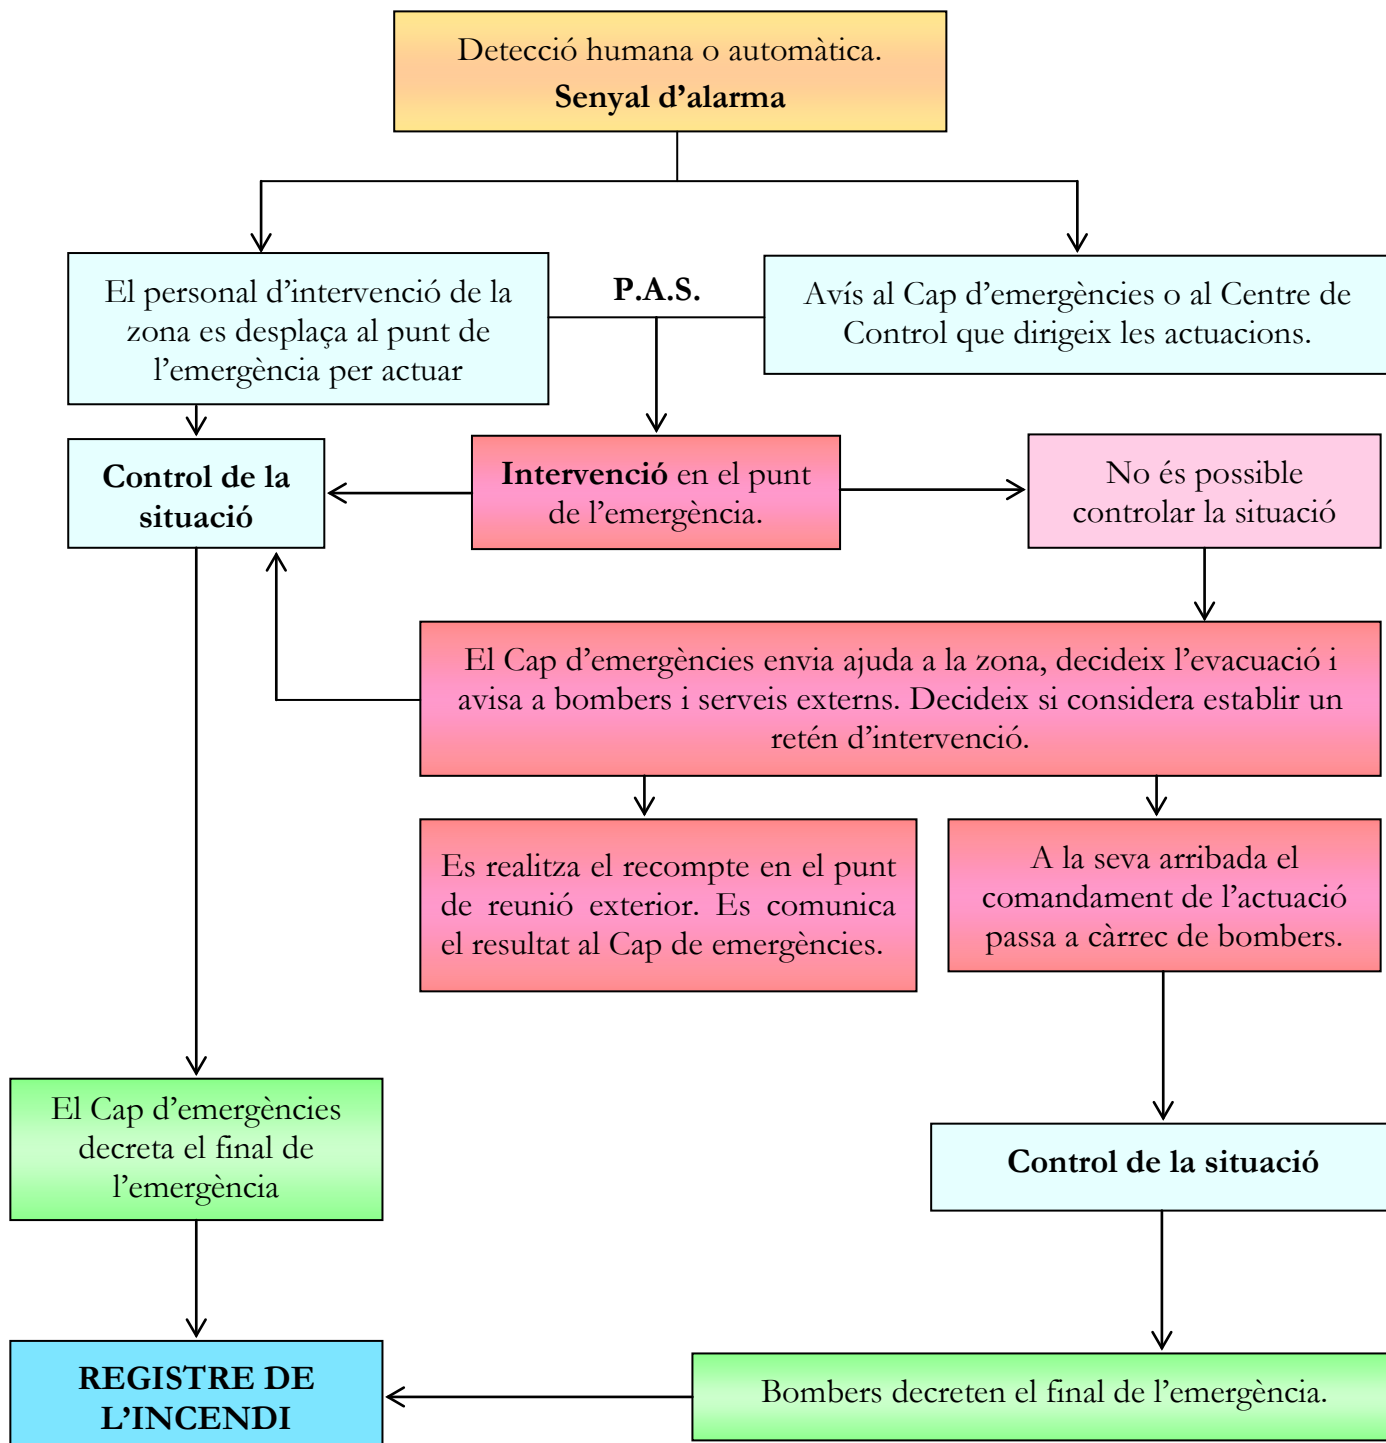 Detecció humana o automàtica.
Senyal d’alarma
El personal d’intervenció de la
zona es desplaça al punt de
l’emergència per actuar
P.A.S.
Avís al Cap d’emergències o al Centre de
Control que dirigeix les actuacions.
Control de la
situació
Intervenció en el punt
de l’emergència.
No és possible
controlar la situació
El Cap d’emergències envia ajuda a la zona, decideix l’evacuació i
avisa a bombers i serveis externs. Decideix si considera establir un
retén d’intervenció.
Es realitza el recompte en el punt
de reunió exterior. Es comunica
el resultat al Cap de emergències.
A la seva arribada el
comandament de l’actuació
passa a càrrec de bombers.
El Cap d’emergències
decreta el final de
l’emergència
Control de la situació
REGISTRE DE
L’INCENDI
Bombers decreten el final de l’emergència.